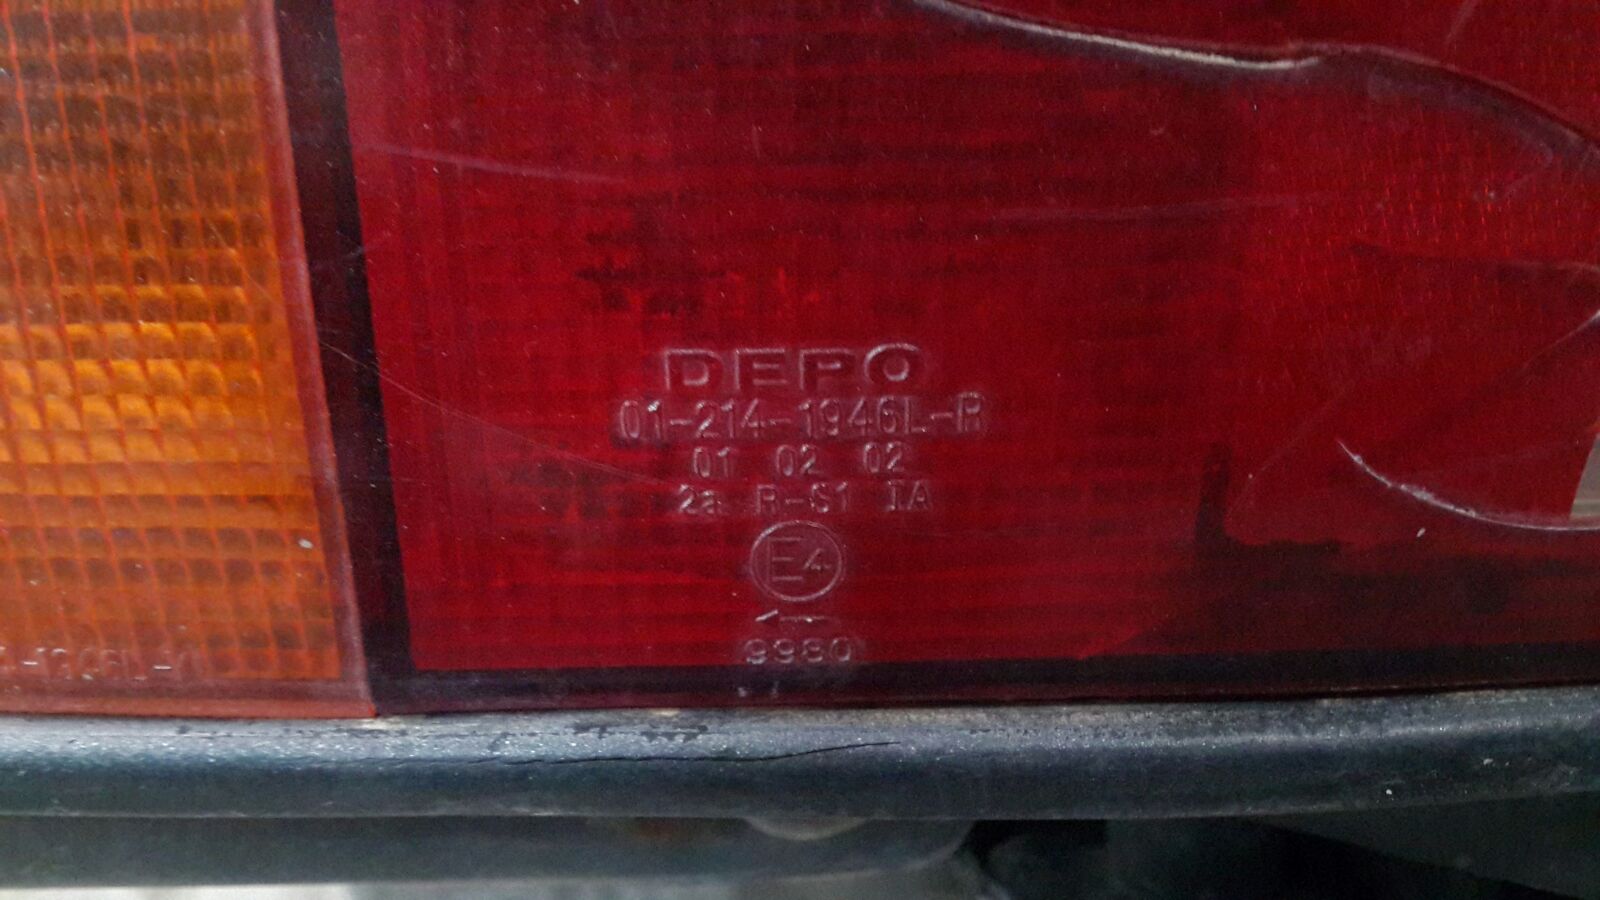 DEPO
01-214-1946L-R
01 02 02
2a R-S1 IA
E4
9980